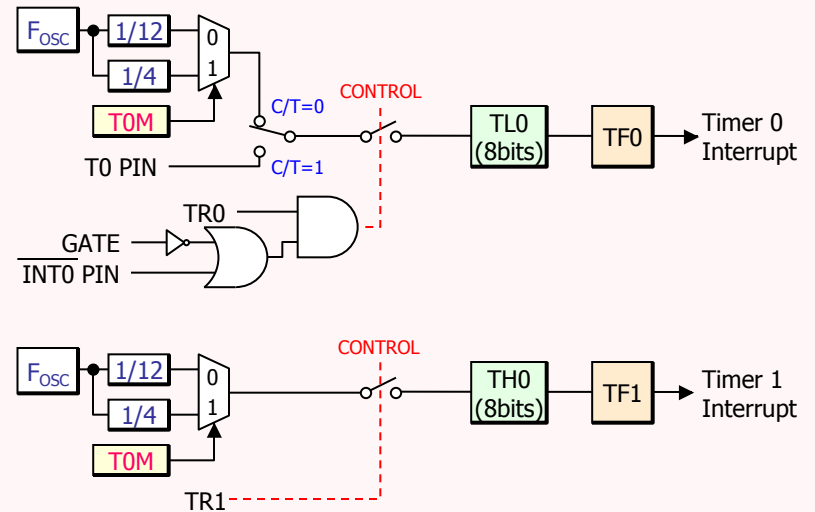 FOSC
1/12
0
1/4
1
T0M
C/T=0
CONTROL
TL0
(8bits)
TF0
Timer 0
Interrupt
T0 PIN
C/T=1
TR0
GATE
INT0 PIN
FOSC
1/12
0
1/4
1
T0M
CONTROL
TH0
(8bits)
TF1
Timer 1
Interrupt
TR1